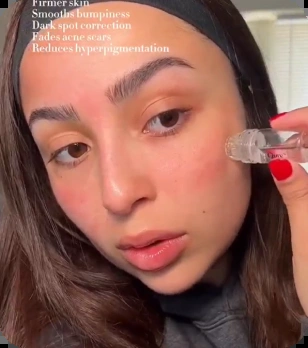 Firmer skin
Smooths bumpiness
Dark spot correction
Fades acne scars
Reduces hyperpigmentation